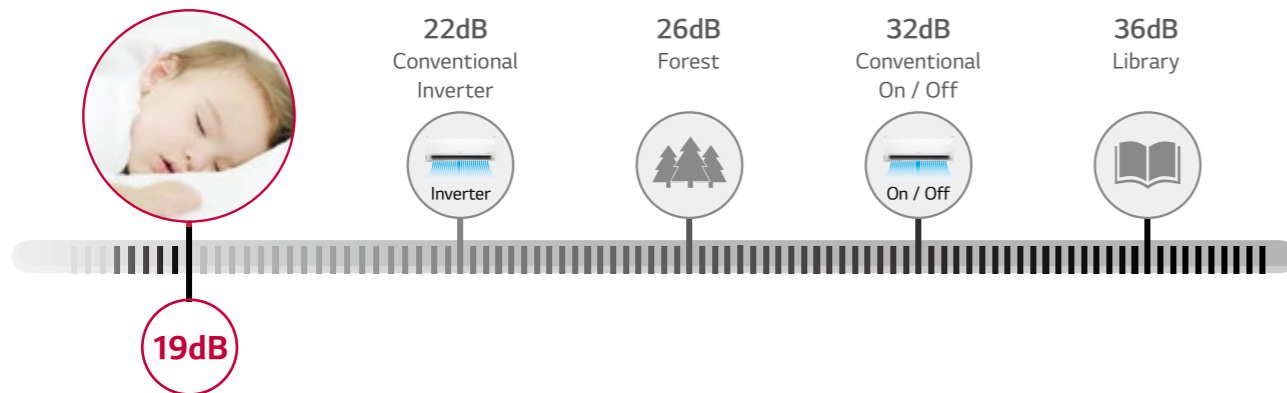 22dB
Conventional
Inverter
Inverter
26dB
Forest
32dB
Conventional
On / Off
On / Off
36dB
Library
19dB